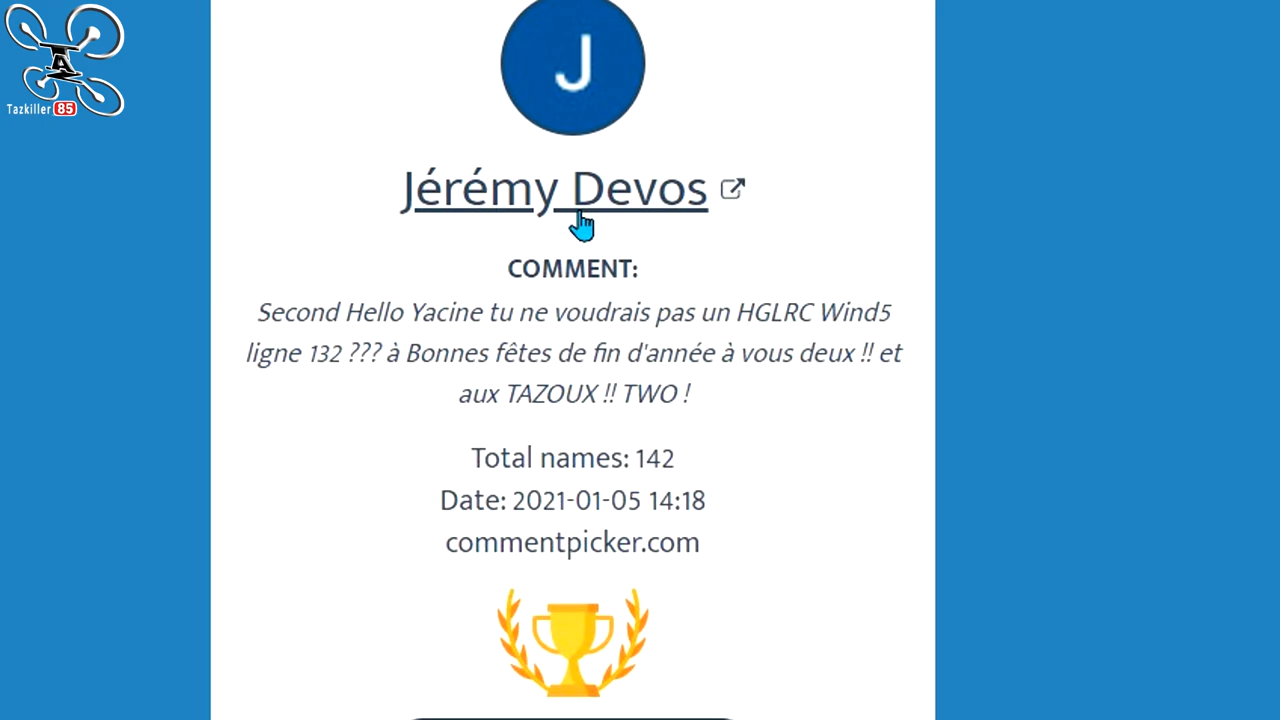 A
Tazkiller 85
J
Jérémy Devos
COMMENT:
Second Hello Yacine tu ne voudrais pas un HGLRC Wind5
ligne 132 ??? à Bonnes fêtes de fin d'année à vous deux !! et
aux TAZOUX !! TWO !
Total names: 142
Date: 2021-01-05 14:18
commentpicker.com